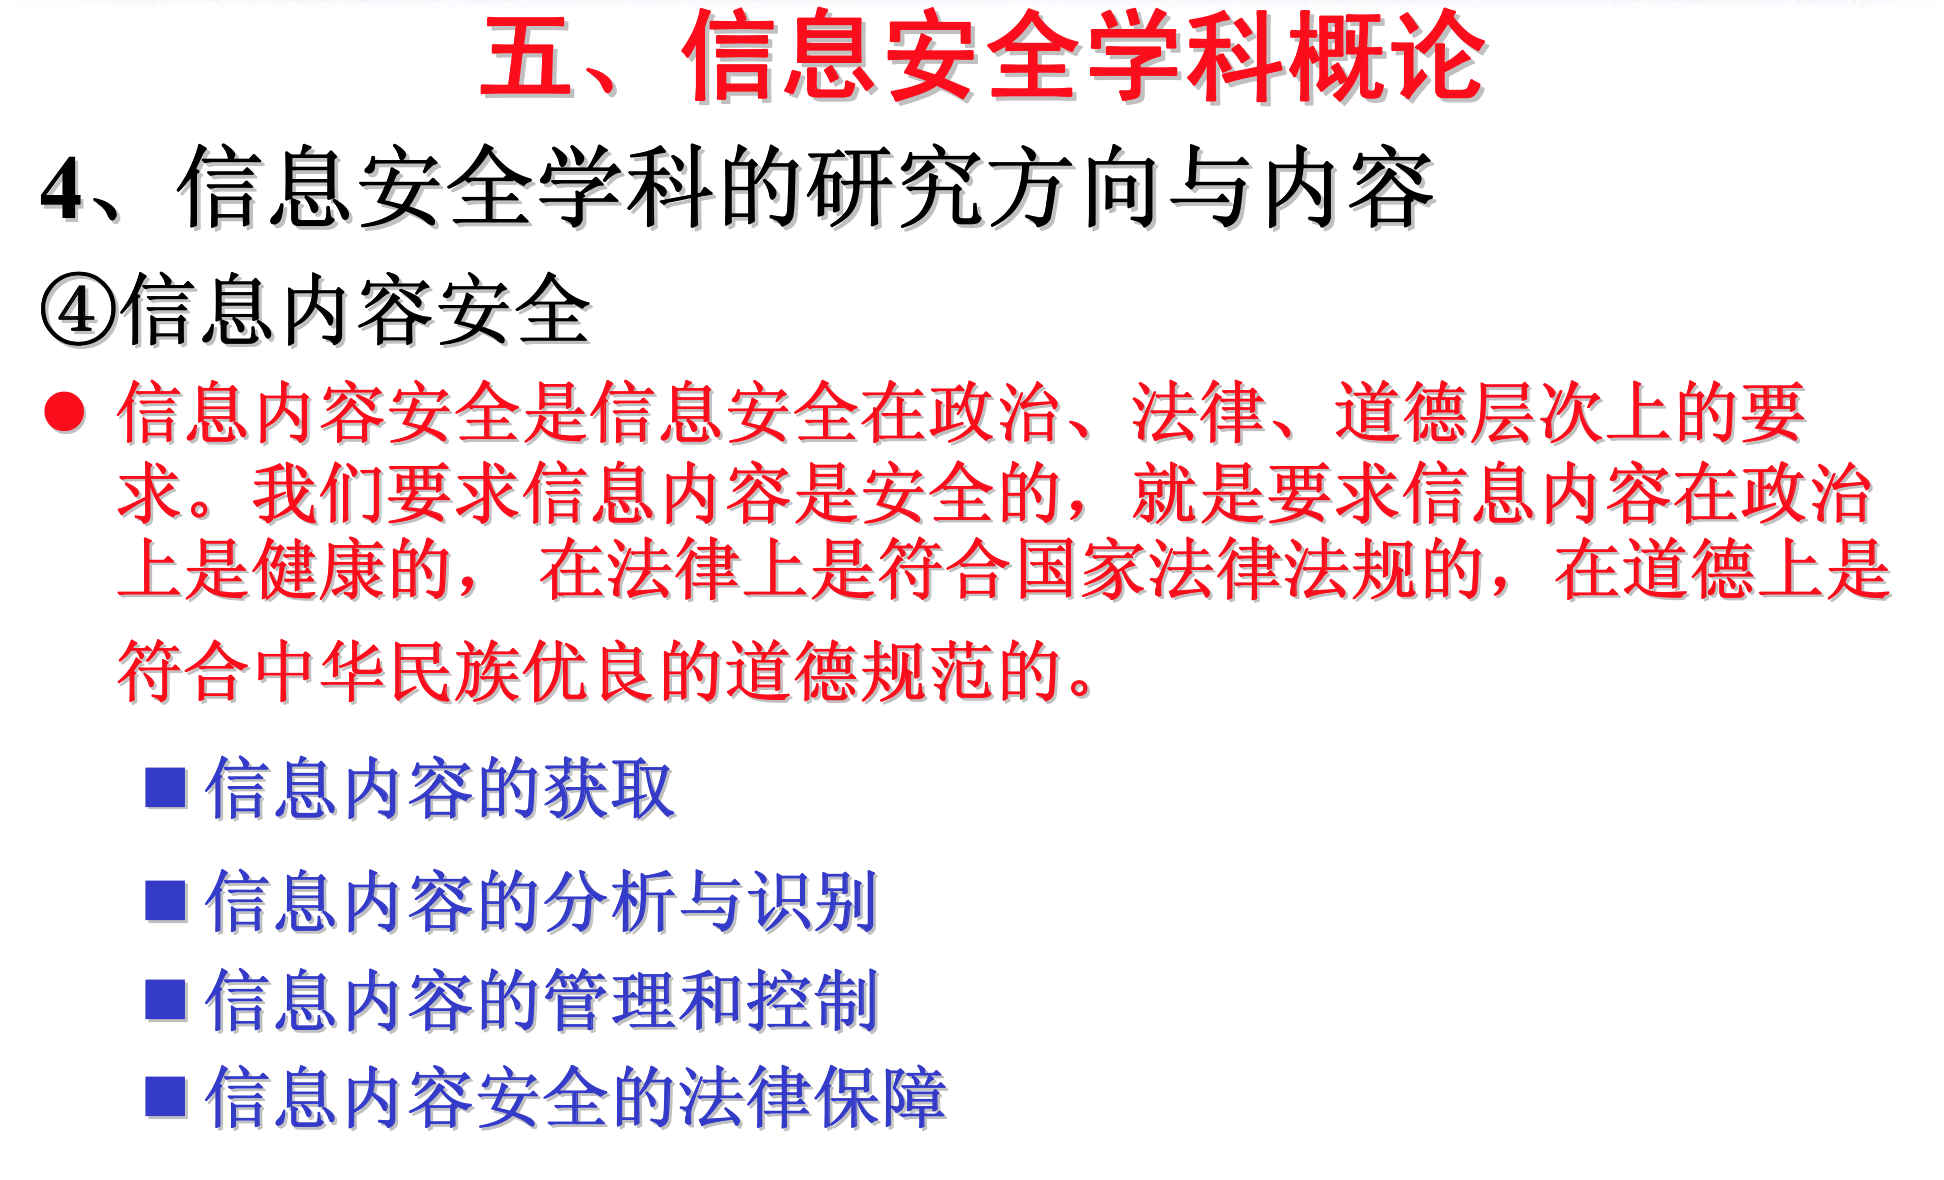 五、信息安全学科概论
4、信息安全学科的研究方向与内容
④信息内容安全
● 信息内容安全是信息安全在政治、法律、道德层次上的要
求。我们要求信息内容是安全的，就是要求信息内容在政治
上是健康的， 在法律上是符合国家法律法规的，在道德上是
符合中华民族优良的道德规范的。
■ 信息内容的获取
■ 信息内容的分析与识别
■ 信息内容的管理和控制
■ 信息内容安全的法律保障